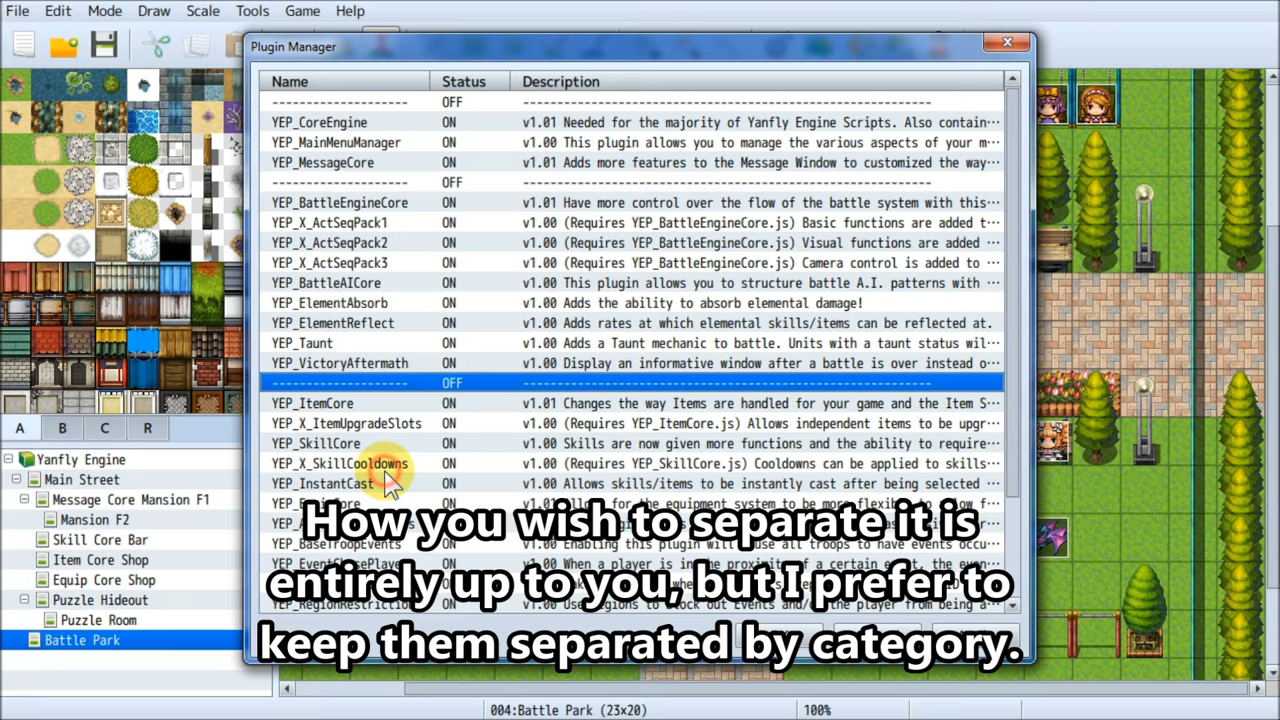 File Edit Mode Draw Scale Tools Game Help
Plugin Manager
Name Status Description
-------------------- OFF ------------------------------------------------------
YEP_CoreEngine ON v1.01 Needed for the majority of Yanfly Engine Scripts. Also contain…
YEP_MainMenuManager ON v1.00 This plugin allows you to manage the various aspects of your m…
YEP_MessageCore ON v1.01 Adds more features to the Message Window to customized the way…
-------------------- OFF ------------------------------------------------------
YEP_BattleEngineCore ON v1.01 Have more control over the flow of the battle system with this…
YEP_X_ActSeqPack1 ON v1.00 (Requires YEP_BattleEngineCore.js) Basic functions are added t…
YEP_X_ActSeqPack2 ON v1.00 (Requires YEP_BattleEngineCore.js) Visual functions are added …
YEP_X_ActSeqPack3 ON v1.00 (Requires YEP_BattleEngineCore.js) Camera control is added to …
YEP_BattleAICore ON v1.00 This plugin allows you to structure battle A.I. patterns with …
YEP_ElementAbsorb ON v1.00 Adds the ability to absorb elemental damage!
YEP_ElementReflect ON v1.00 Adds rates at which elemental skills/items can be reflected at.
YEP_Taunt ON v1.00 Adds a Taunt mechanic to battle. Units with a taunt status wil…
YEP_VictoryAftermath ON v1.00 Display an informative window after a battle is over instead o…
-------------------- OFF ------------------------------------------------------
YEP_ItemCore ON v1.01 Changes the way Items are handled for your game and the Item S…
YEP_X_ItemUpgradeSlots ON v1.00 (Requires YEP_ItemCore.js) Allows independent items to be upgr…
YEP_SkillCore ON v1.00 Skills are now given more functions and the ability to require…
YEP_X_SkillCooldowns ON v1.00 (Requires YEP_SkillCore.js) Cooldowns can be applied to skills…
YEP_InstantCast ON v1.00 Allows skills/items to be instantly cast after being selected …
How you wish to separate it is
entirely up to you, but I prefer to
keep them separated by category.
A B C R
Yanfly Engine
Main Street
Message Core Mansion F1
Mansion F2
Skill Core Bar
Item Core Shop
Equip Core Shop
Puzzle Hideout
Puzzle Room
Battle Park
004:Battle Park (23x20) 100%